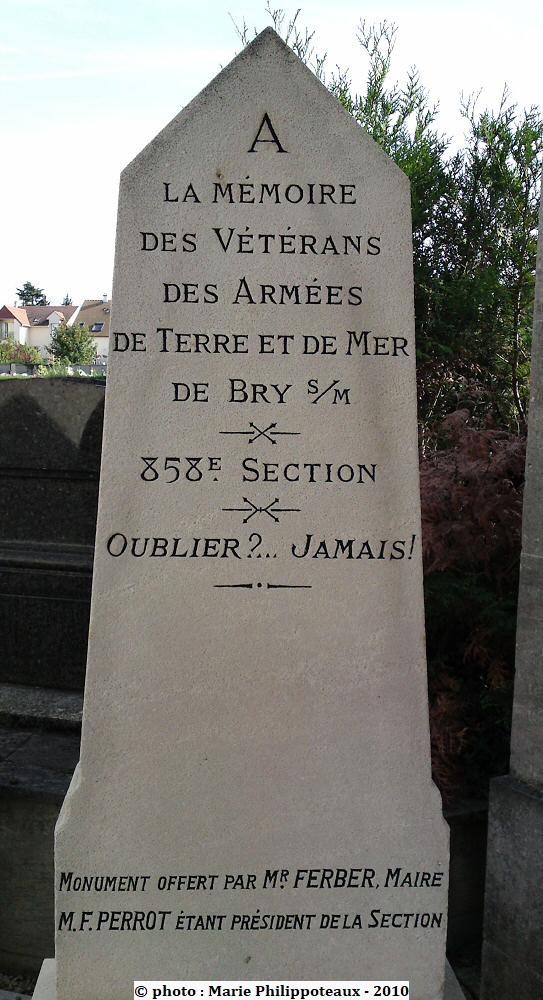 A
LA MÉMOIRE
DES VÉTÉRANS
DES ARMÉES
DE TERRE ET DE MER
DE BRY S/M
858E SECTION
OUBLIER?... JAMAIS!
MONUMENT OFFERT PAR MR. FERBER, MAIRE
M.F. PERROT ÉTANT PRÉSIDENT DE LA SECTION
© photo : Marie Philippoteaux - 2010